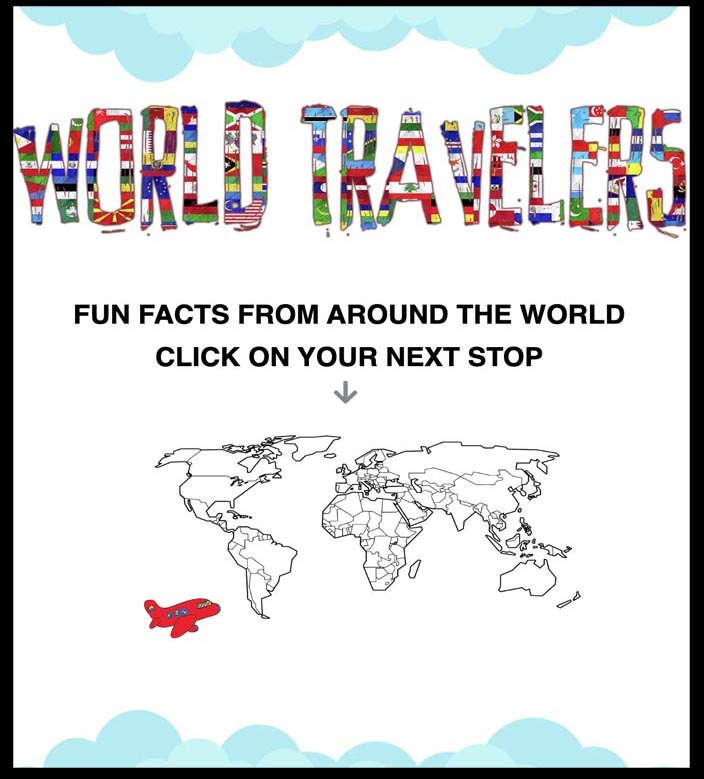 WORLD TRAVELERS
FUN FACTS FROM AROUND THE WORLD
CLICK ON YOUR NEXT STOP